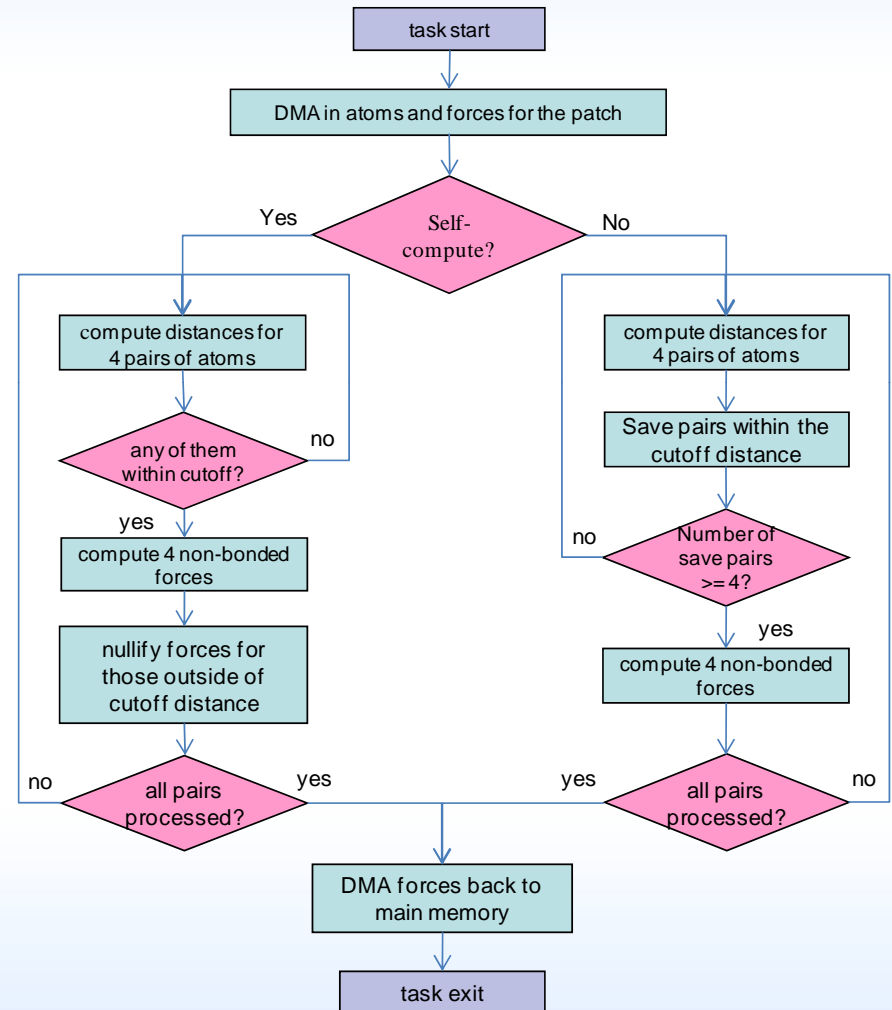 task start
DMA in atoms and forces for the patch
Yes
Self-
compute?
No
compute distances for
4 pairs of atoms
any of them
within cutoff?
no
yes
compute 4 non-bonded
forces
nullify forces for
those outside of
cutoff distance
no
all pairs
processed?
yes
compute distances for
4 pairs of atoms
Save pairs within the
cutoff distance
no
Number of
save pairs
>= 4?
yes
compute 4 non-bonded
forces
yes
all pairs
processed?
no
DMA forces back to
main memory
task exit